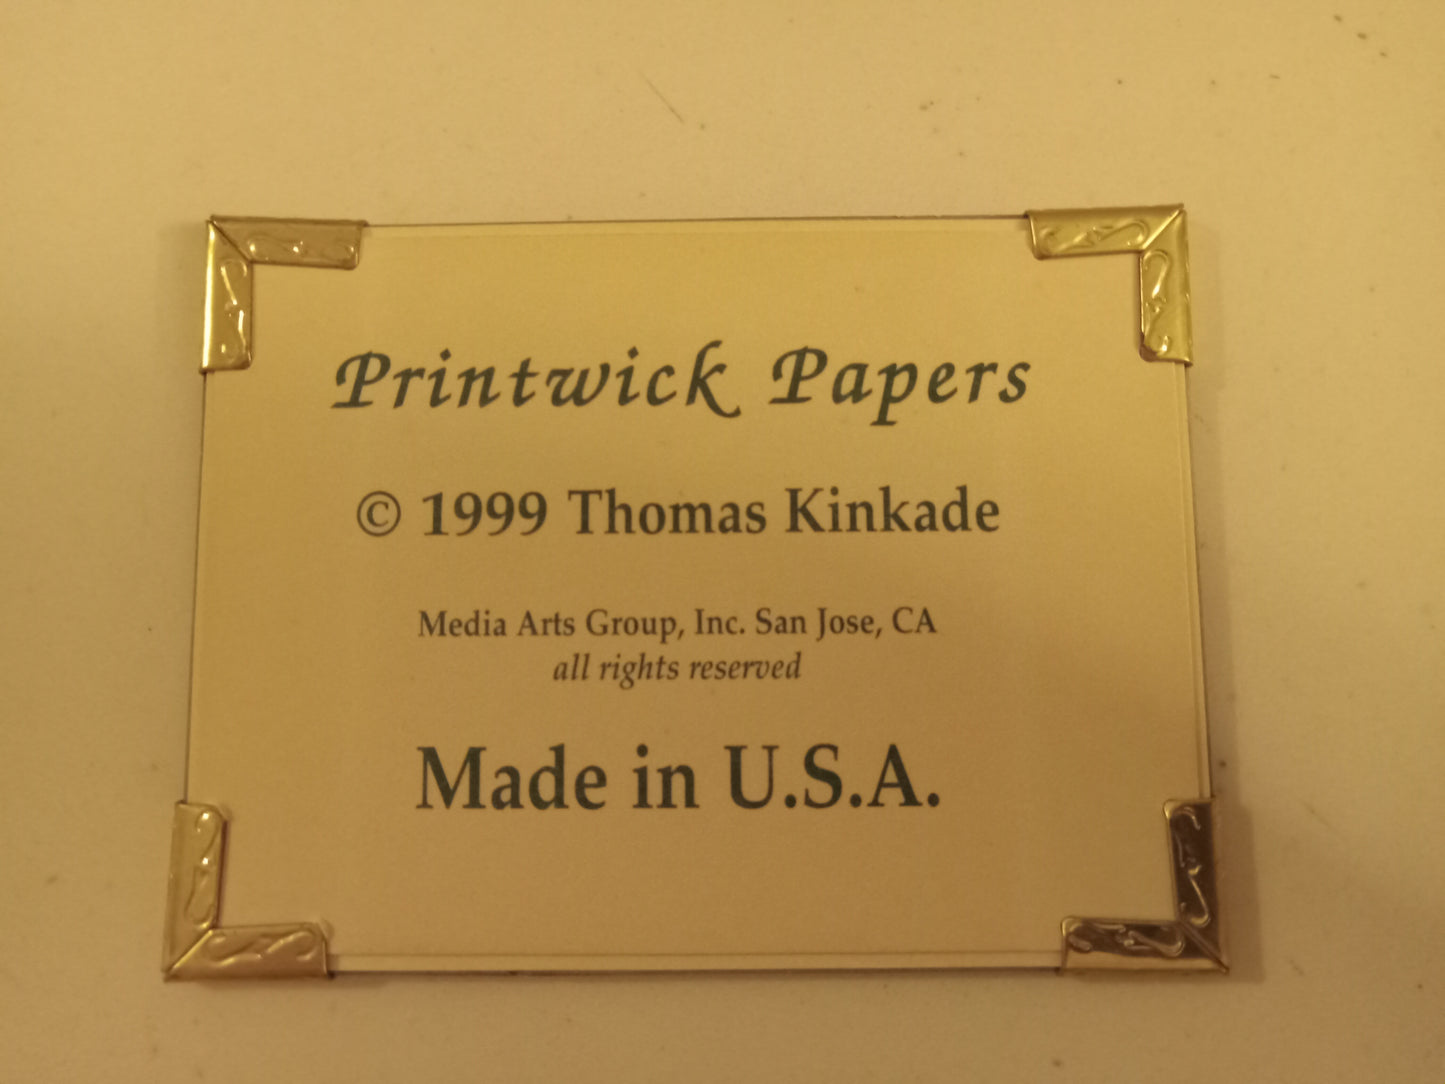 Printwick Papers
© 1999 Thomas Kinkade
Media Arts Group, Inc. San Jose, CA
all rights reserved
Made in U.S.A.